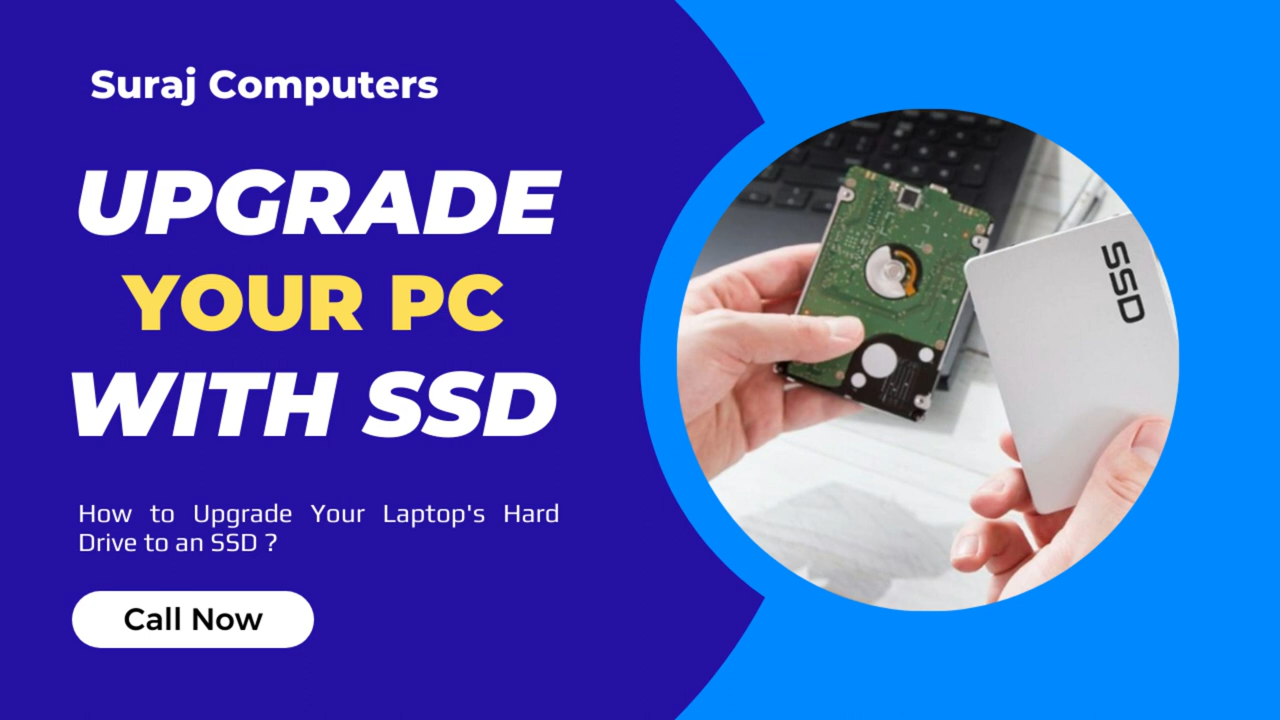 Suraj Computers
UPGRADE
YOUR PC
WITH SSD
How to Upgrade Your Laptop's Hard
Drive to an SSD ?
Call Now
SSD